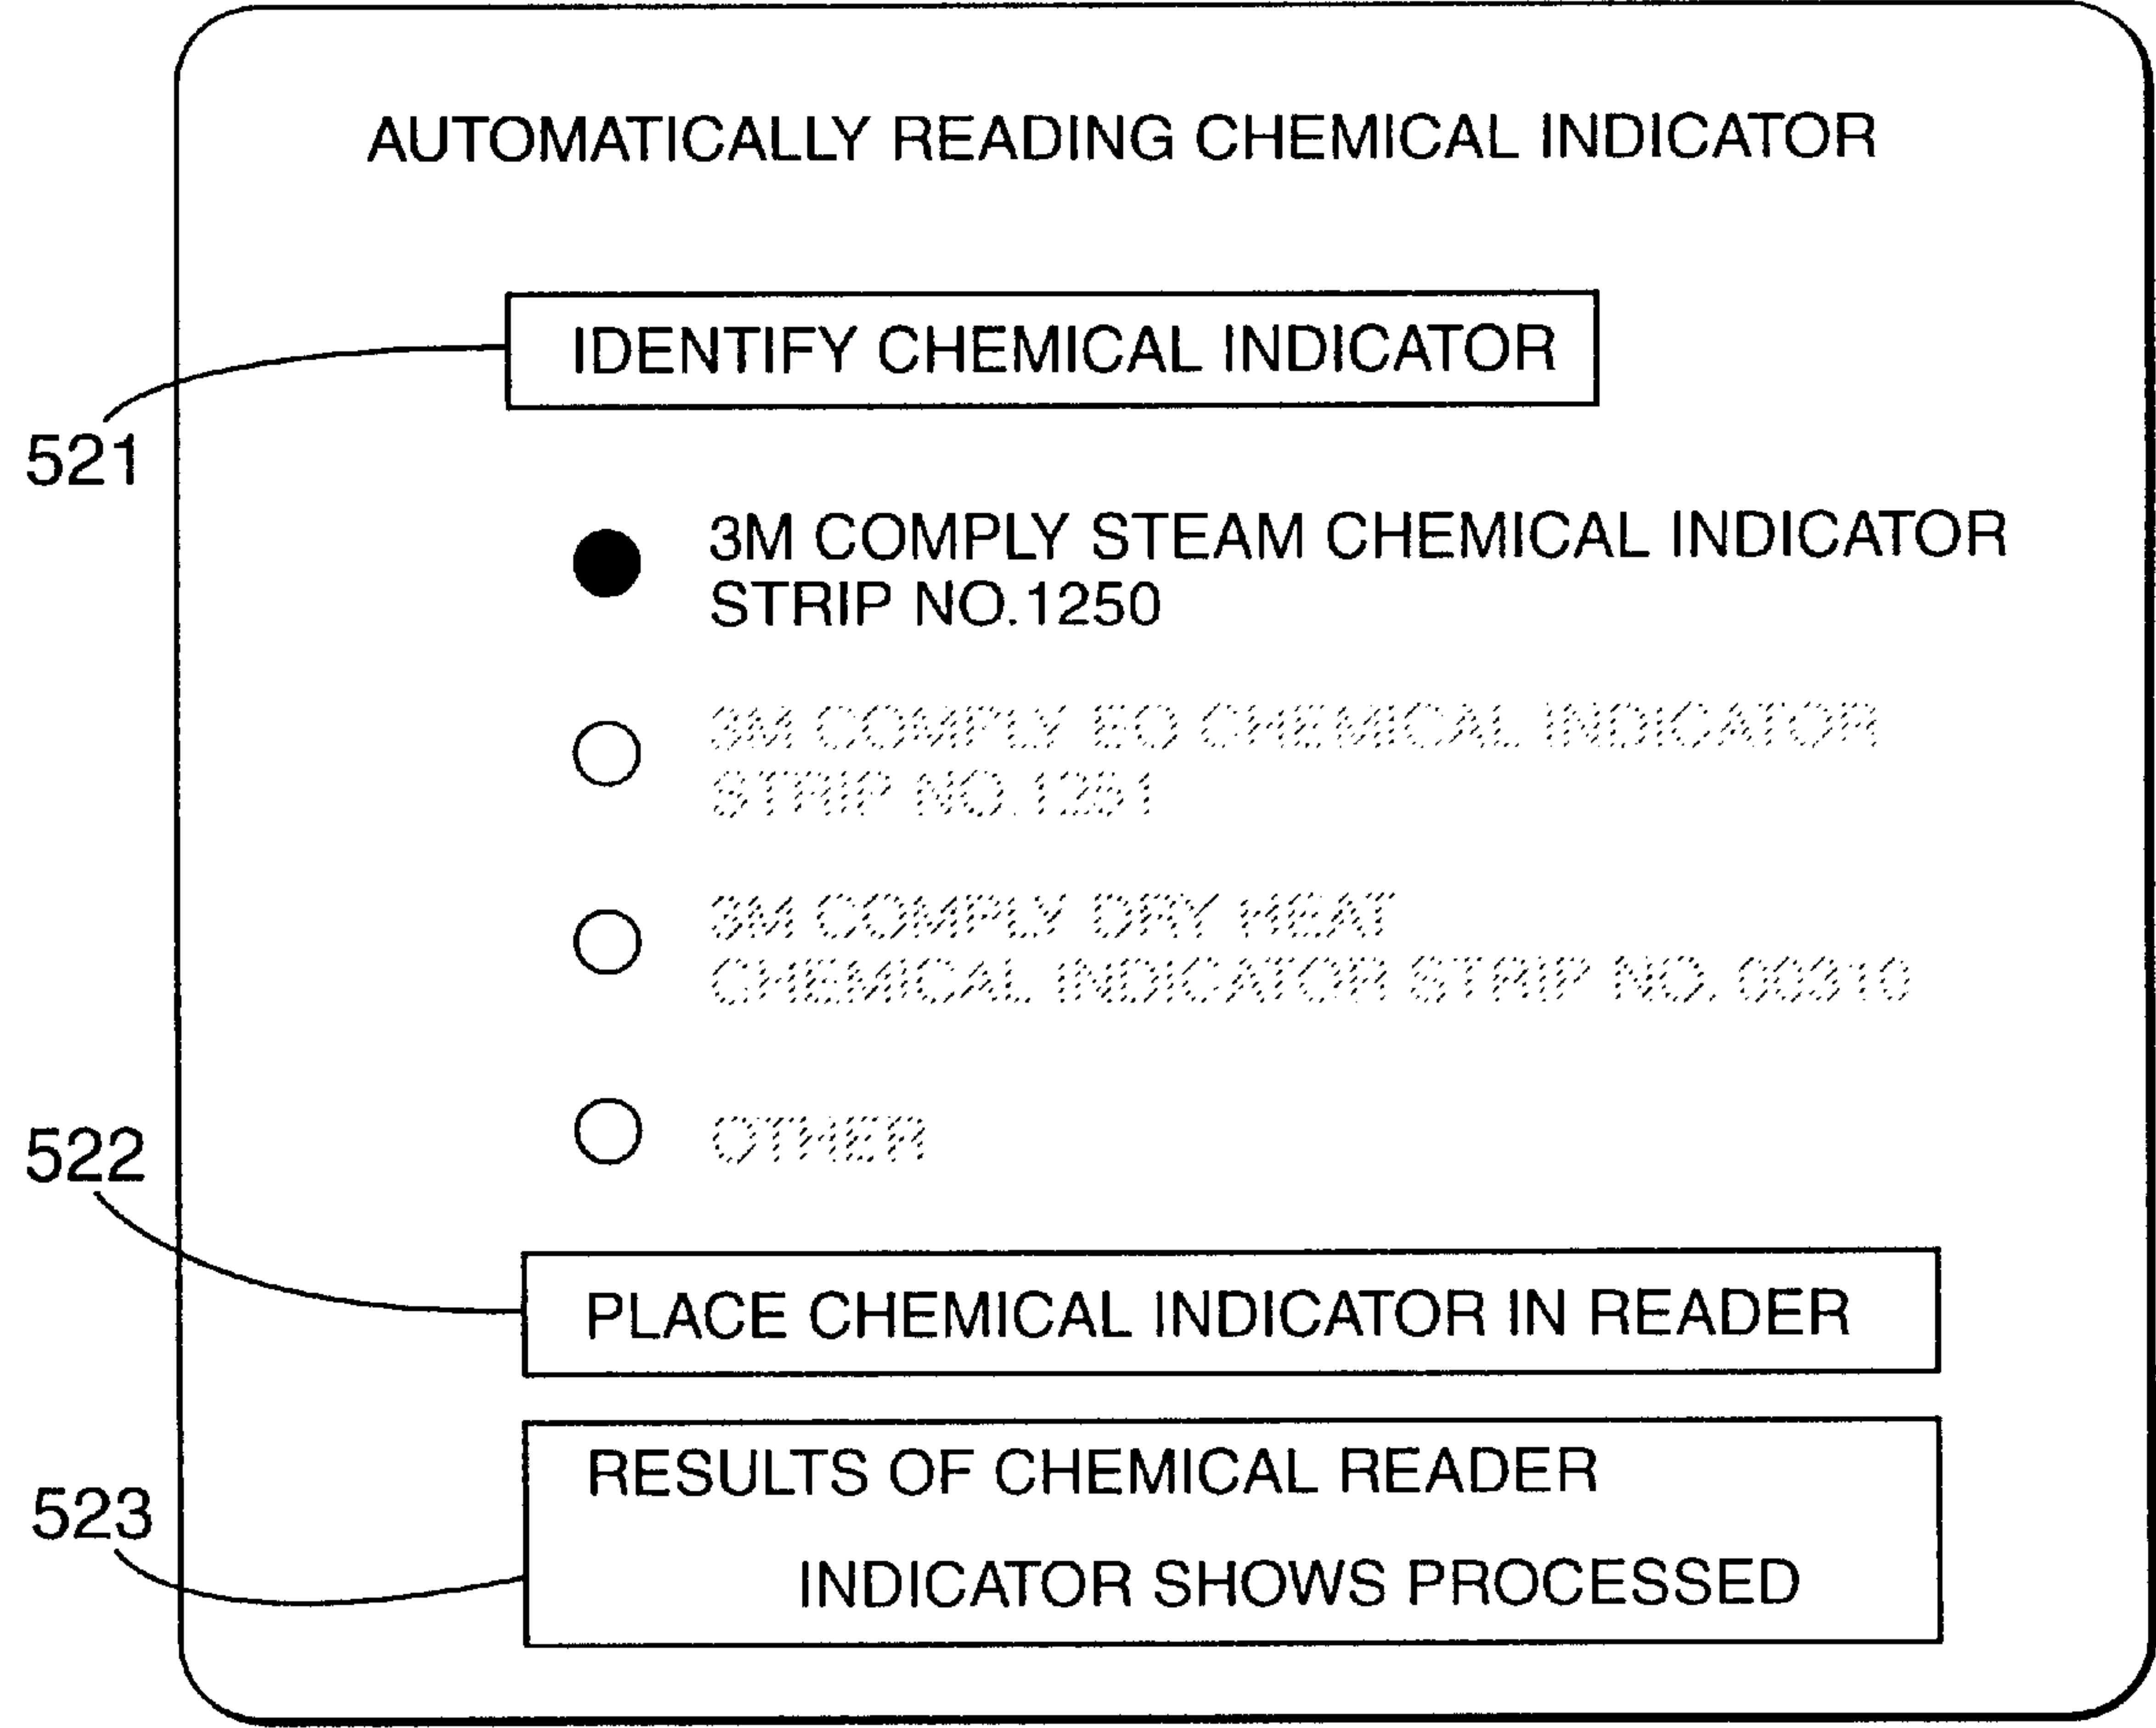 AUTOMATICALLY READING CHEMICAL INDICATOR
IDENTIFY CHEMICAL INDICATOR
521
3M COMPLY STEAM CHEMICAL INDICATOR
STRIP NO.1250
3M COMPLY EO CHEMICAL INDICATOR
STRIP NO.1251
3M COMPLY DRY HEAT
CHEMICAL INDICATOR STRIP NO. 00310
OTHER
522
PLACE CHEMICAL INDICATOR IN READER
RESULTS OF CHEMICAL READER
523
INDICATOR SHOWS PROCESSED